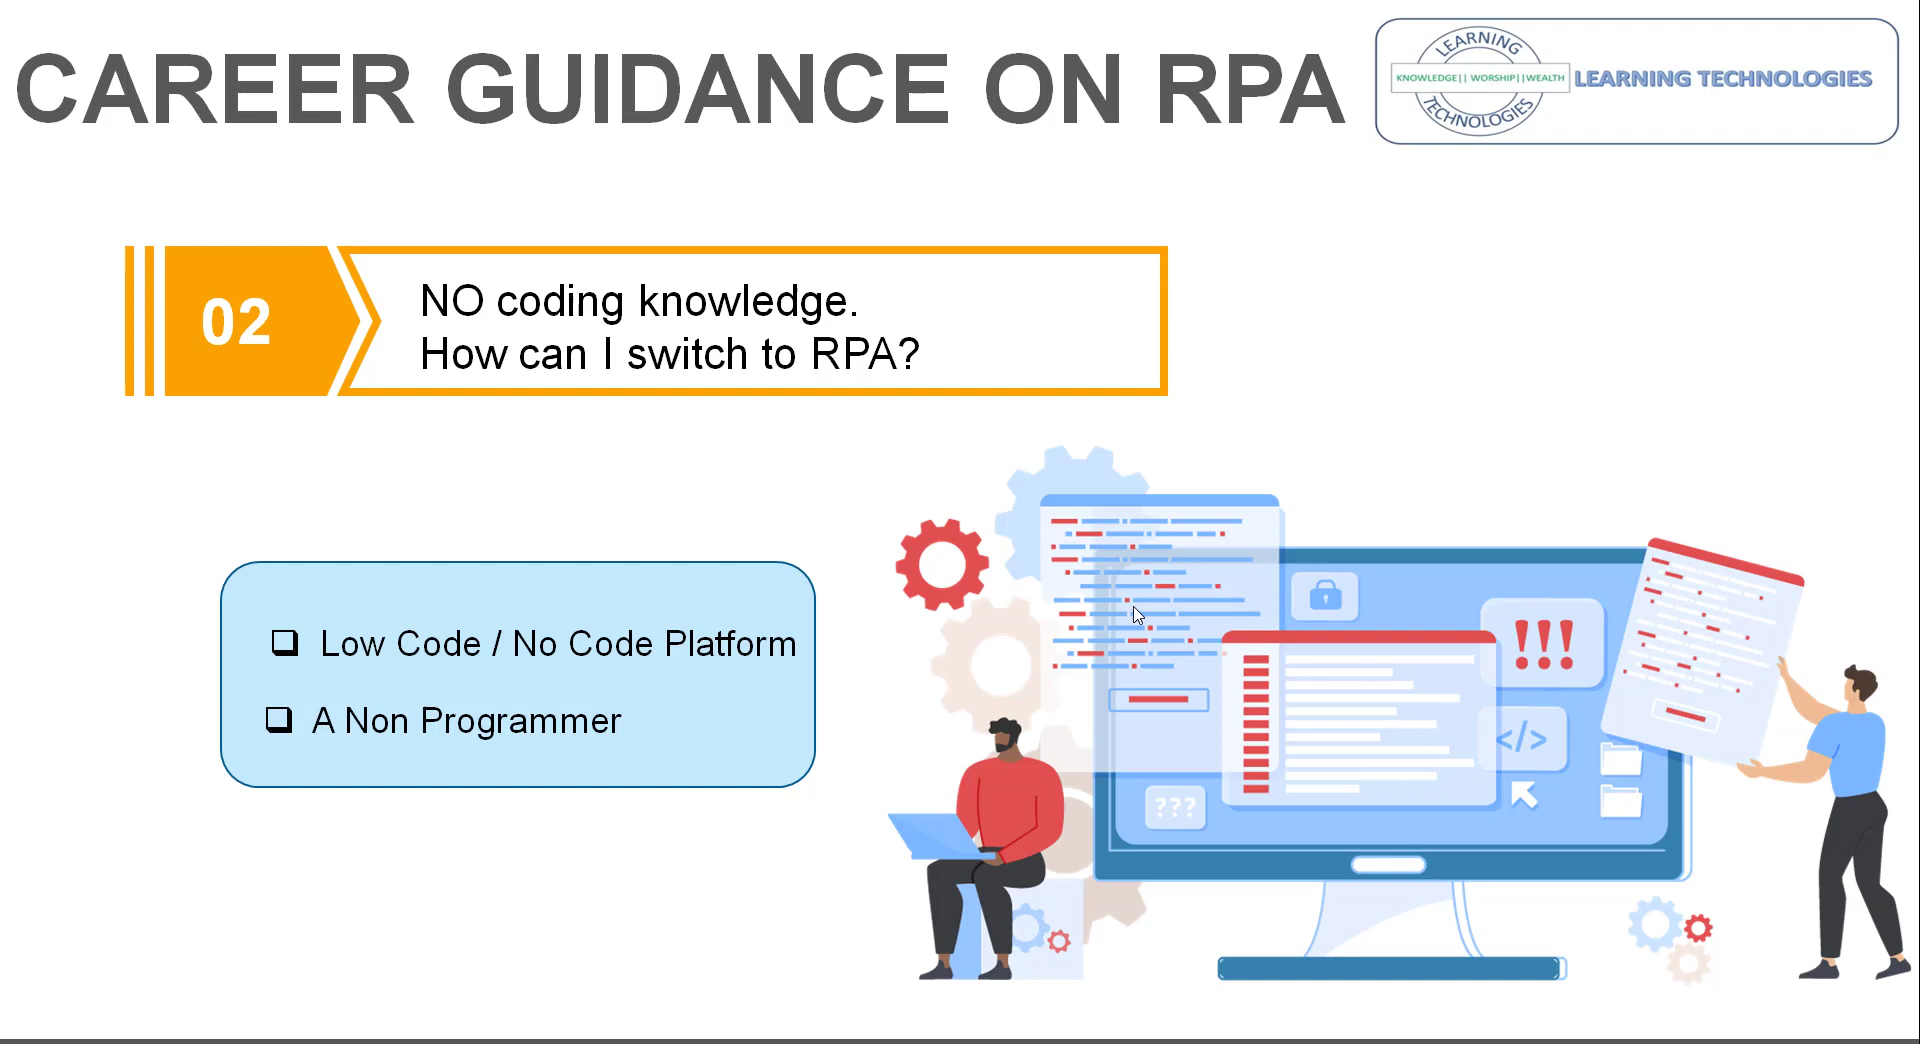 CAREER GUIDANCE ON RPA
LEARNING
KNOWLEDGE|| WORSHIP||WEALTH
TECHNOLOGIES
LEARNING TECHNOLOGIES
02
NO coding knowledge.
How can I switch to RPA?
Low Code / No Code Platform
A Non Programmer
!!!
</>
???